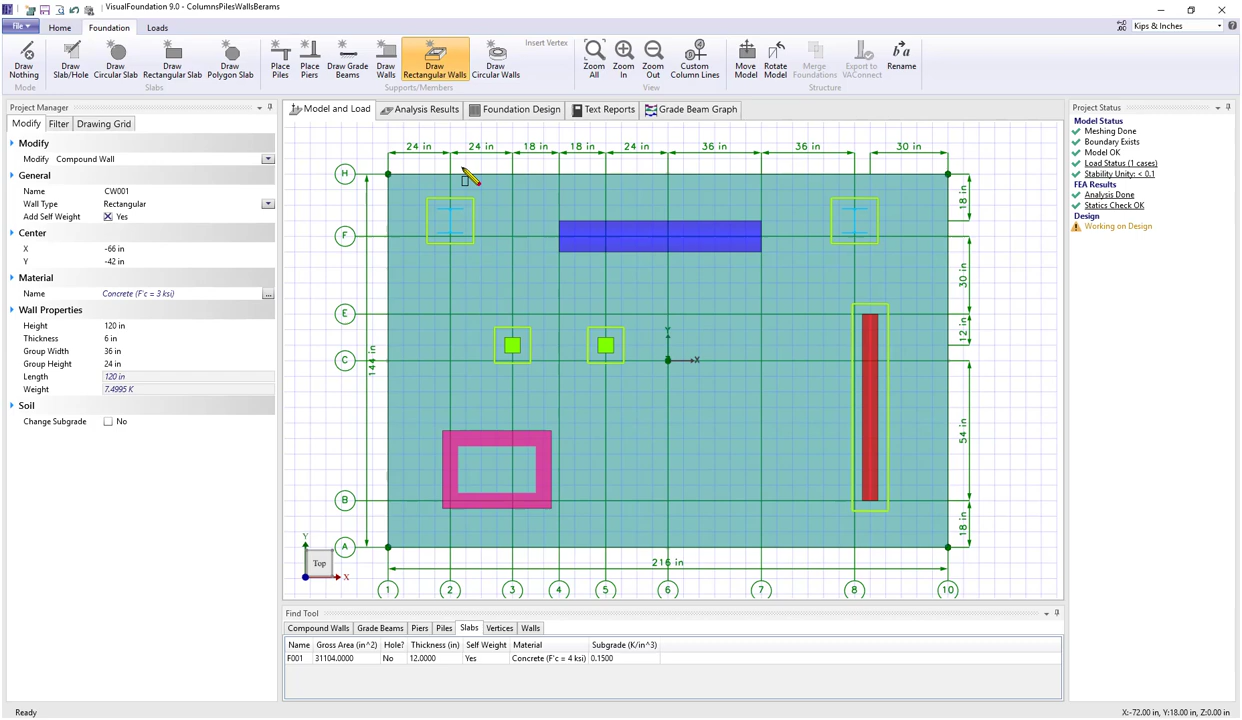 VisualFoundation 9.0 - ColumnsPilesWallsBerams
File Home Foundation Loads Kips & Inches
Draw Nothing
Draw Slab/Hole
Draw Circular Slab
Draw Rectangular Slab
Draw Polygon Slab
Place Piles
Place Piers
Draw Grade Beams
Draw Walls
Draw Rectangular Walls
Draw Circular Walls
Insert Vertex
Zoom All
Zoom In
Zoom Out
Custom Column Lines
Move Model
Rotate Model
Merge Foundations
Export to VAConnect
Rename
Mode Slabs Supports/Members View Structure
Project Manager
Modify Filter Drawing Grid
Modify
Modify Compound Wall
General
Name CW001
Wall Type Rectangular
Add Self Weight Yes
Center
X -66 in
Y -42 in
Material
Name Concrete (F'c = 3 ksi) ...
Wall Properties
Height 120 in
Thickness 6 in
Group Width 36 in
Group Height 24 in
Length 120 in
Weight 7.4995 K
Soil
Change Subgrade No
Model and Load Analysis Results Foundation Design Text Reports Grade Beam Graph
24 in 24 in 18 in 18 in 24 in 36 in 36 in 30 in
H
F
E
C
B
A
144 in
18 in
30 in
12 in
54 in
18 in
Y
X
216 in
Y
Top
X
1 2 3 4 5 6 7 8 10
Find Tool
Compound Walls Grade Beams Piers Piles Slabs Vertices Walls
Name Gross Area (in^2) Hole? Thickness (in) Self Weight Material Subgrade (K/in^3)
F001 31104.0000 No 12.0000 Yes Concrete (F'c = 4 ksi) 0.1500
Project Status
Model Status
Meshing Done
Boundary Exists
Model OK
Load Status (1 cases)
Stability Unity: < 0.1
FEA Results
Analysis Done
Statics Check OK
Design
Working on Design
Ready X:-72.00 in, Y:18.00 in, Z:0.00 in